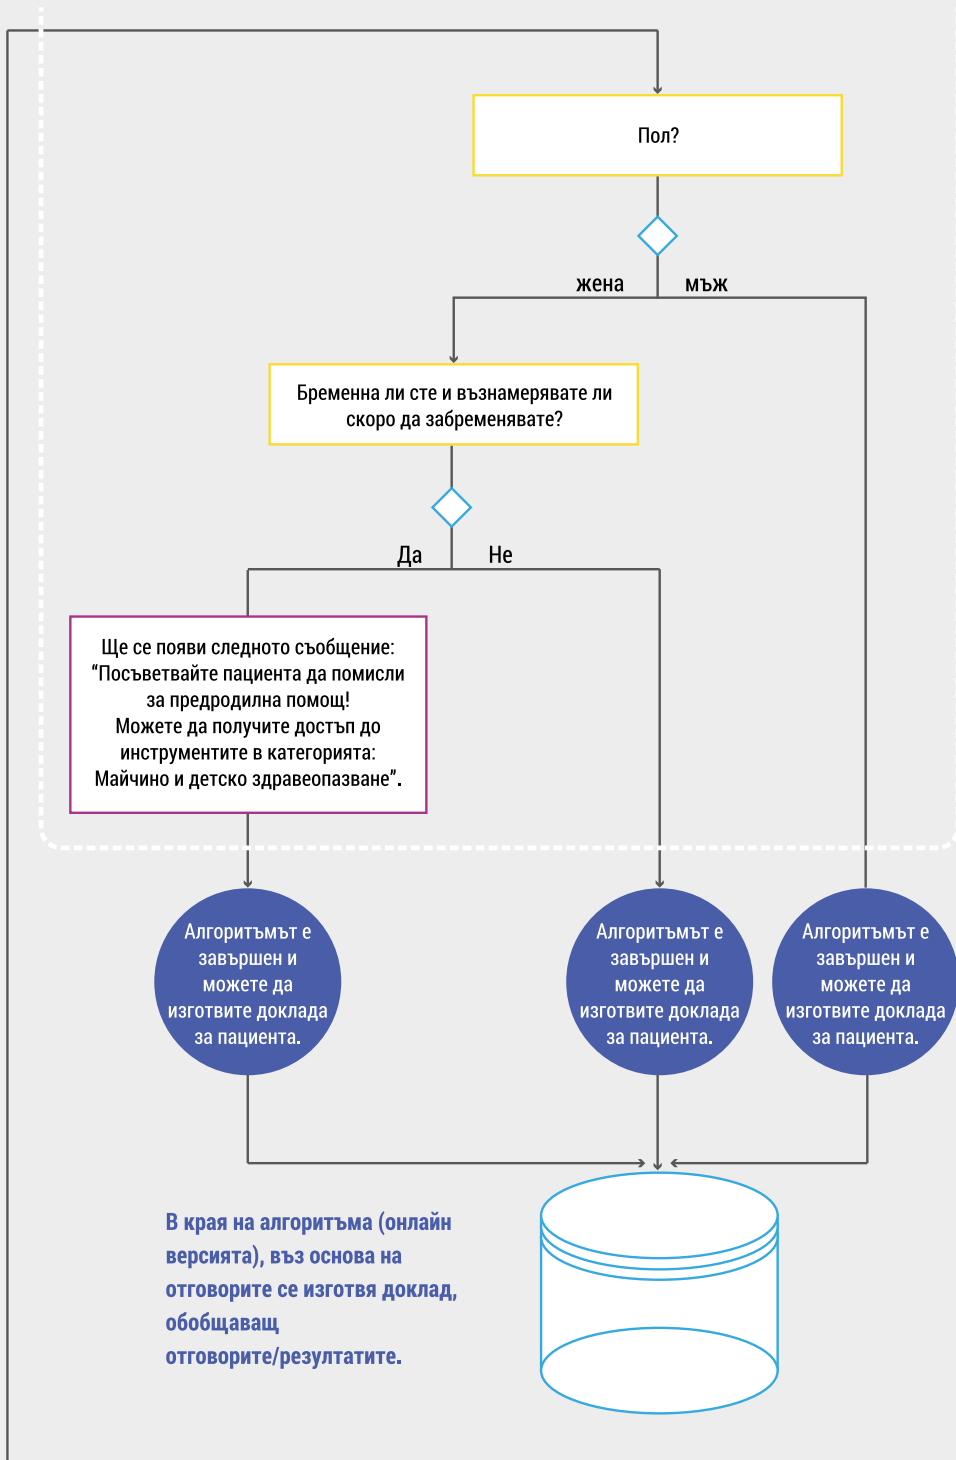 Пол?
жена
мъж
Бременна ли сте и възнамерявате ли
скоро да забременявате?
Да
Не
Ще се появи следното съобщение:
“Посъветвайте пациента да помисли
за предродилна помощ!
Можете да получите достъп до
инструментите в категорията:
Майчино и детско здравеопазване”.
Алгоритъмът е
завършен и
можете да
изготвите доклада
за пациента.
Алгоритъмът е
завършен и
можете да
изготвите доклада
за пациента.
Алгоритъмът е
завършен и
можете да
изготвите доклада
за пациента.
В края на алгоритъма (онлайн
версията), въз основа на
отговорите се изготвя доклад,
обобщаващ
отговорите/резултатите.